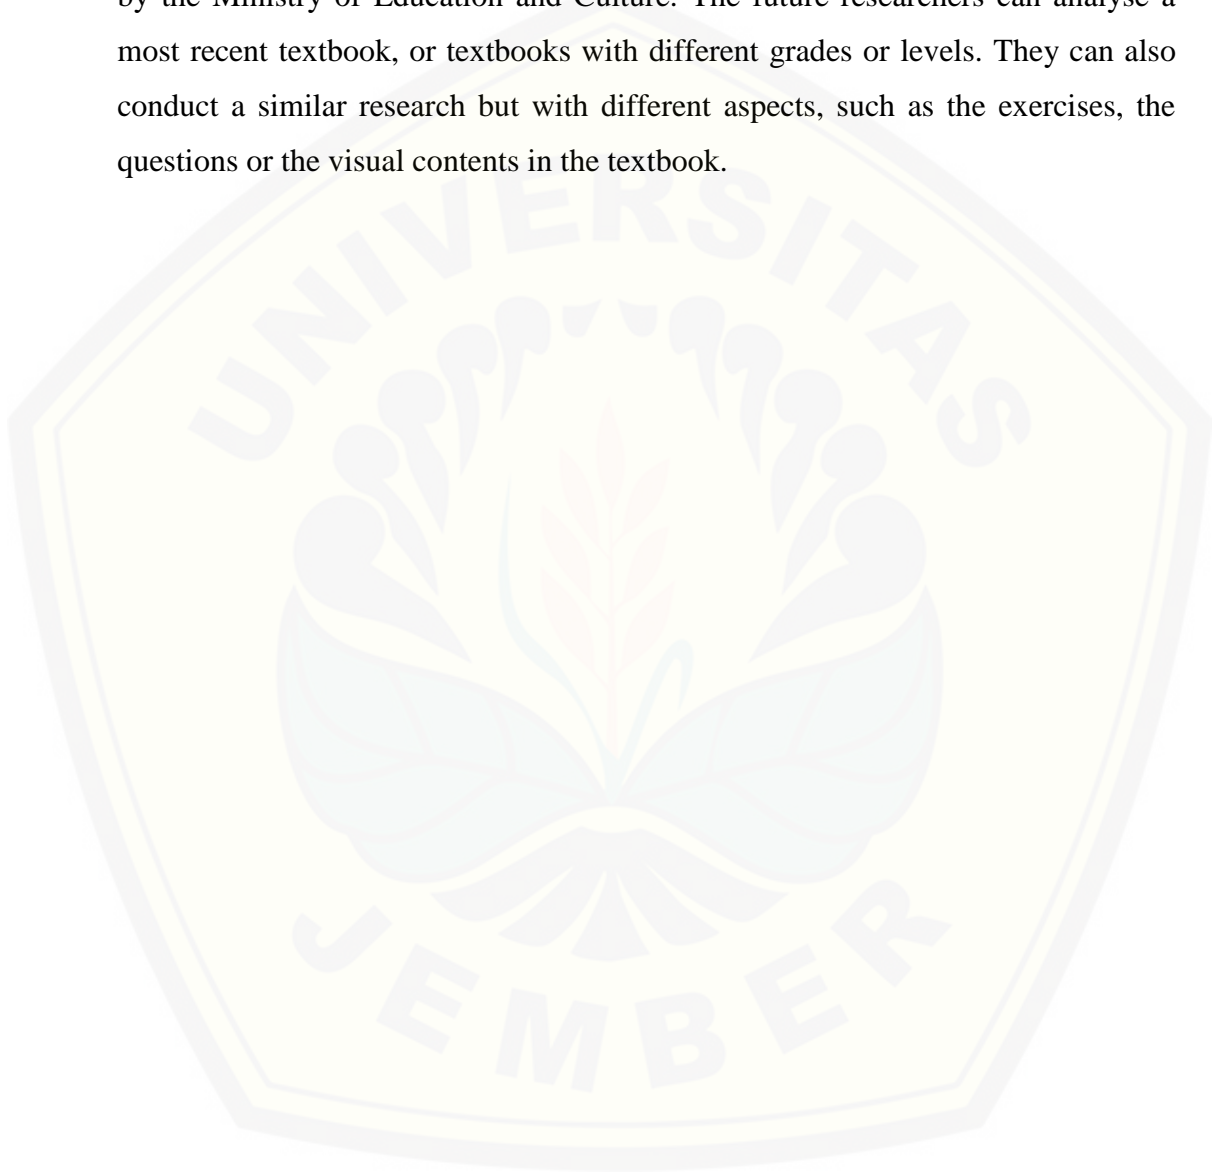 by the Ministry of Education and Culture. The future researchers can analyse a
most recent textbook, or textbooks with different grades or levels. They can also
conduct a similar research but with different aspects, such as the exercises, the
questions or the visual contents in the textbook.
UNIVERSITAS
JEMBER